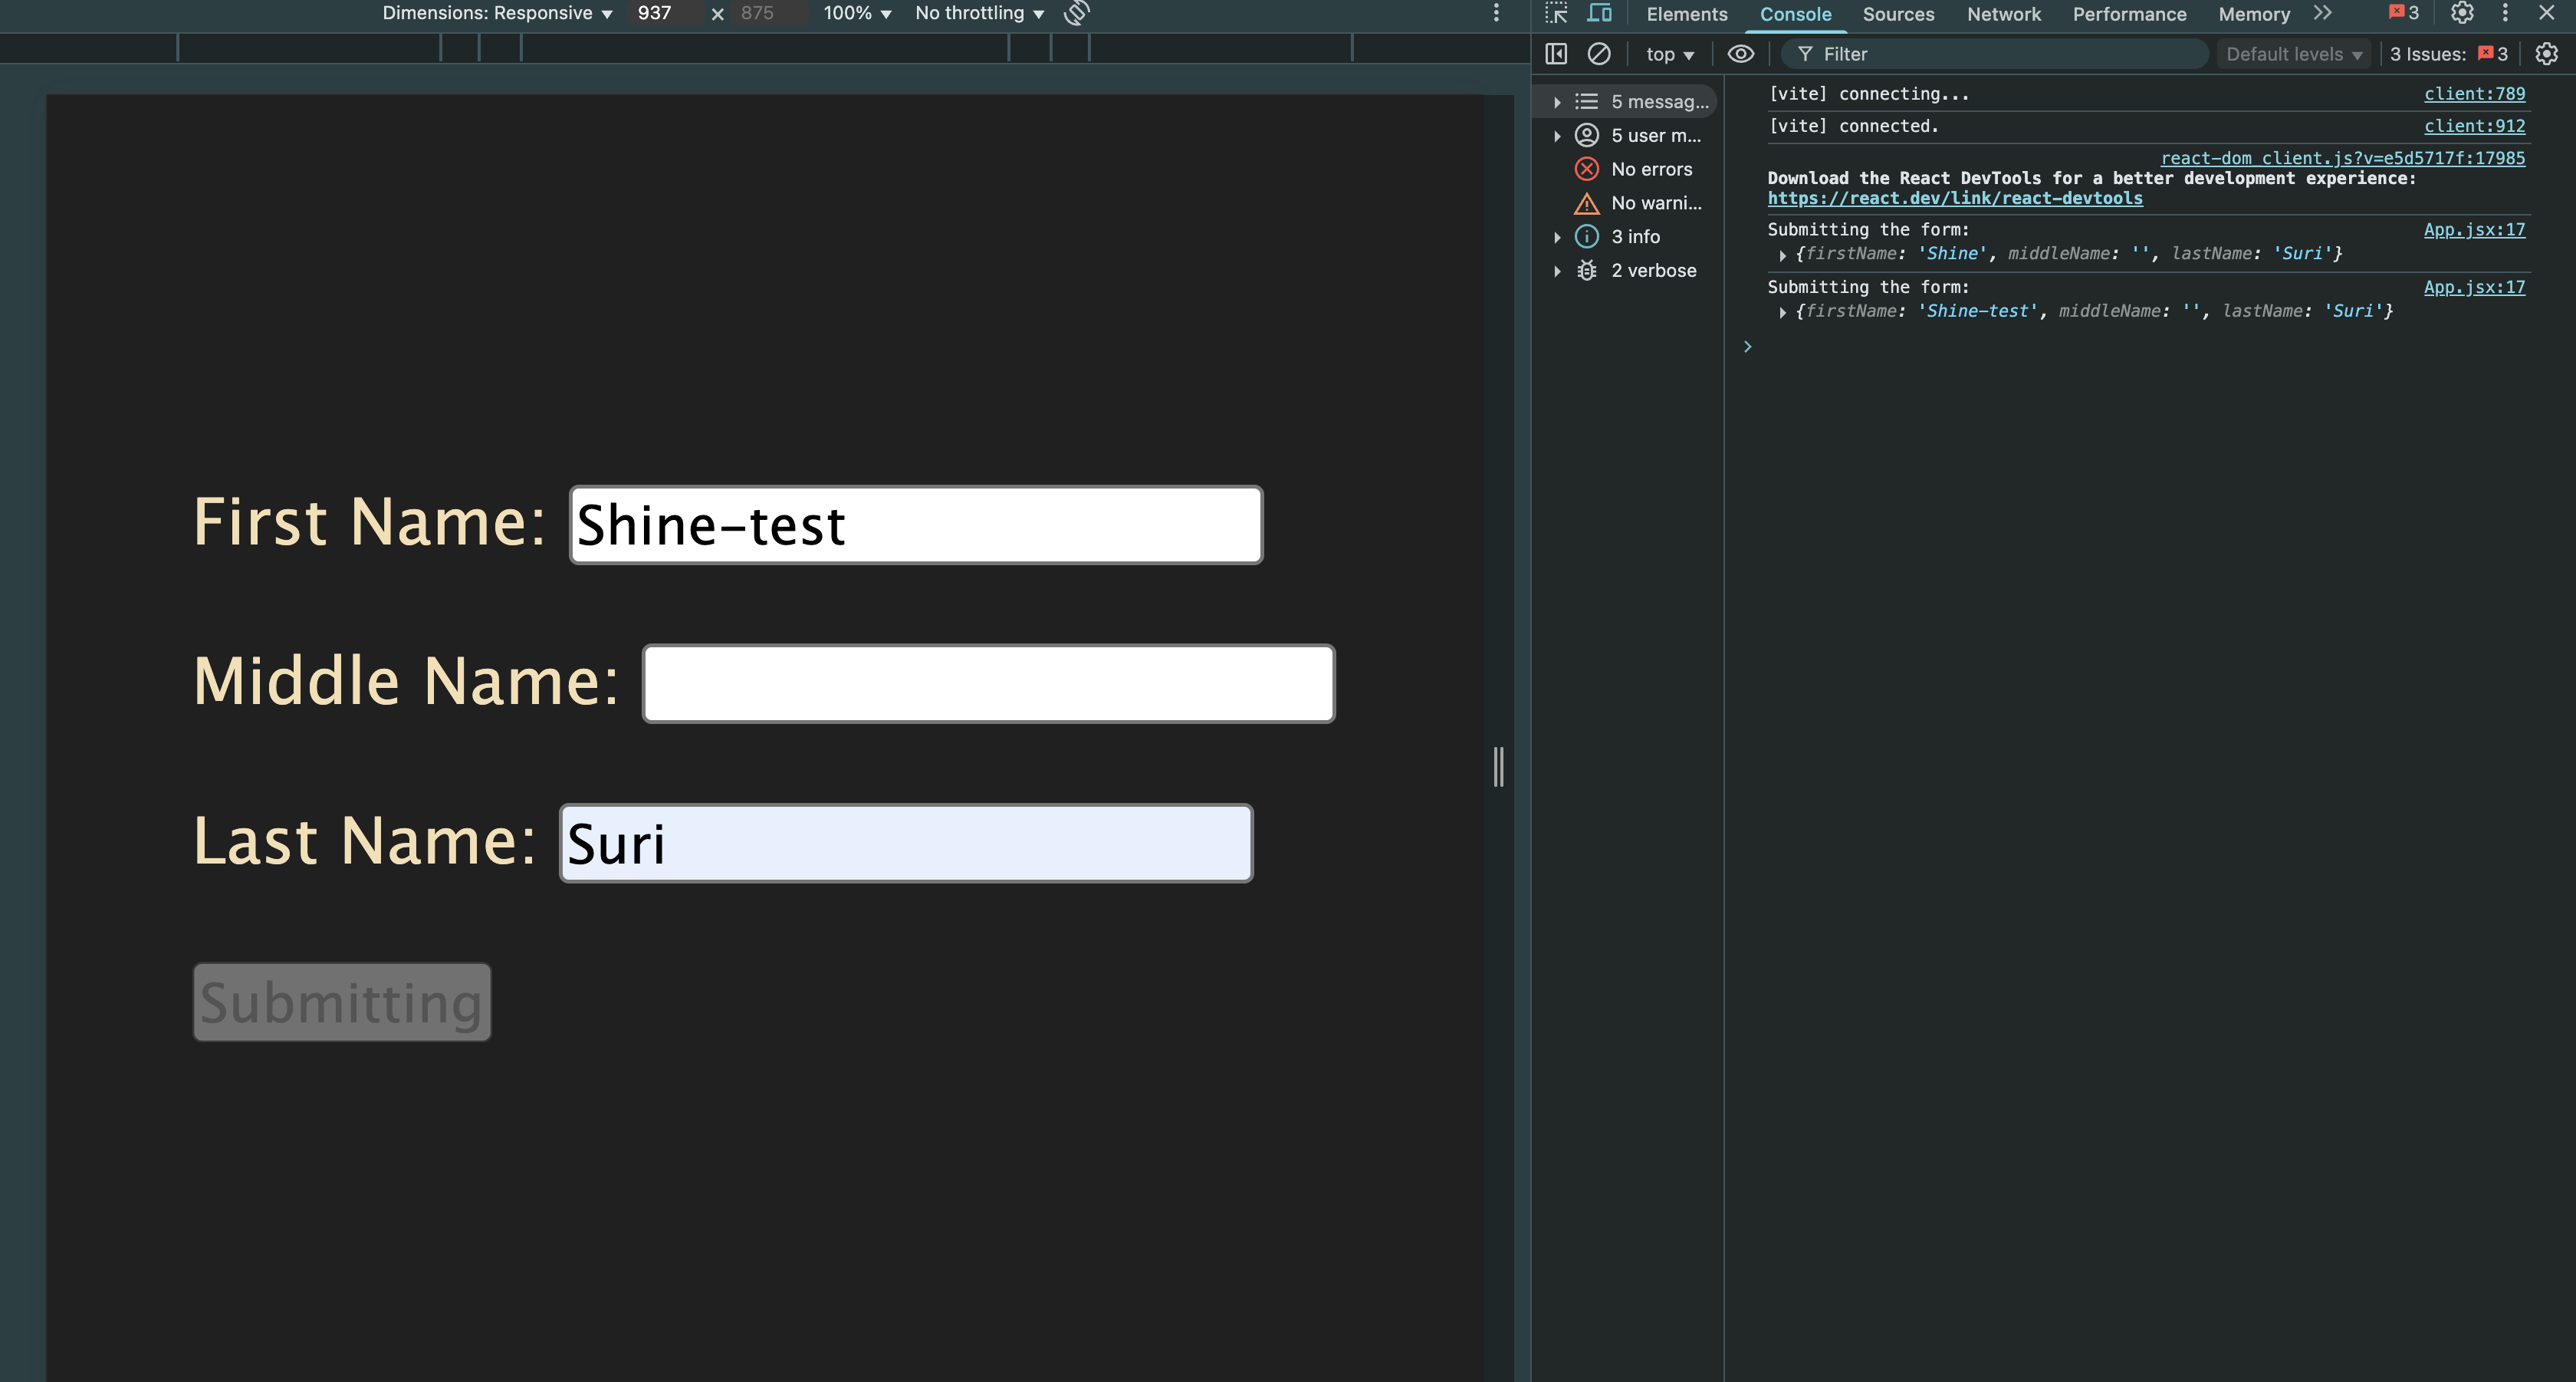 Dimensions: Responsive ▼ 937 × 875 100% ▼ No throttling ▼
Elements Console Sources Network Performance Memory 3
top ▼ Filter Default levels ▼ 3 Issues: 3
5 messag...
5 user m...
No errors
No warni...
3 info
2 verbose
[vite] connecting... client:789
[vite] connected. client:912
react-dom_client.js?v=e5d5717f:17985
Download the React DevTools for a better development experience:
https://react.dev/link/react-devtools
Submitting the form: App.jsx:17
{firstName: 'Shine', middleName: '', lastName: 'Suri'}
Submitting the form: App.jsx:17
{firstName: 'Shine-test', middleName: '', lastName: 'Suri'}
First Name: Shine-test
Middle Name:
Last Name: Suri
Submitting